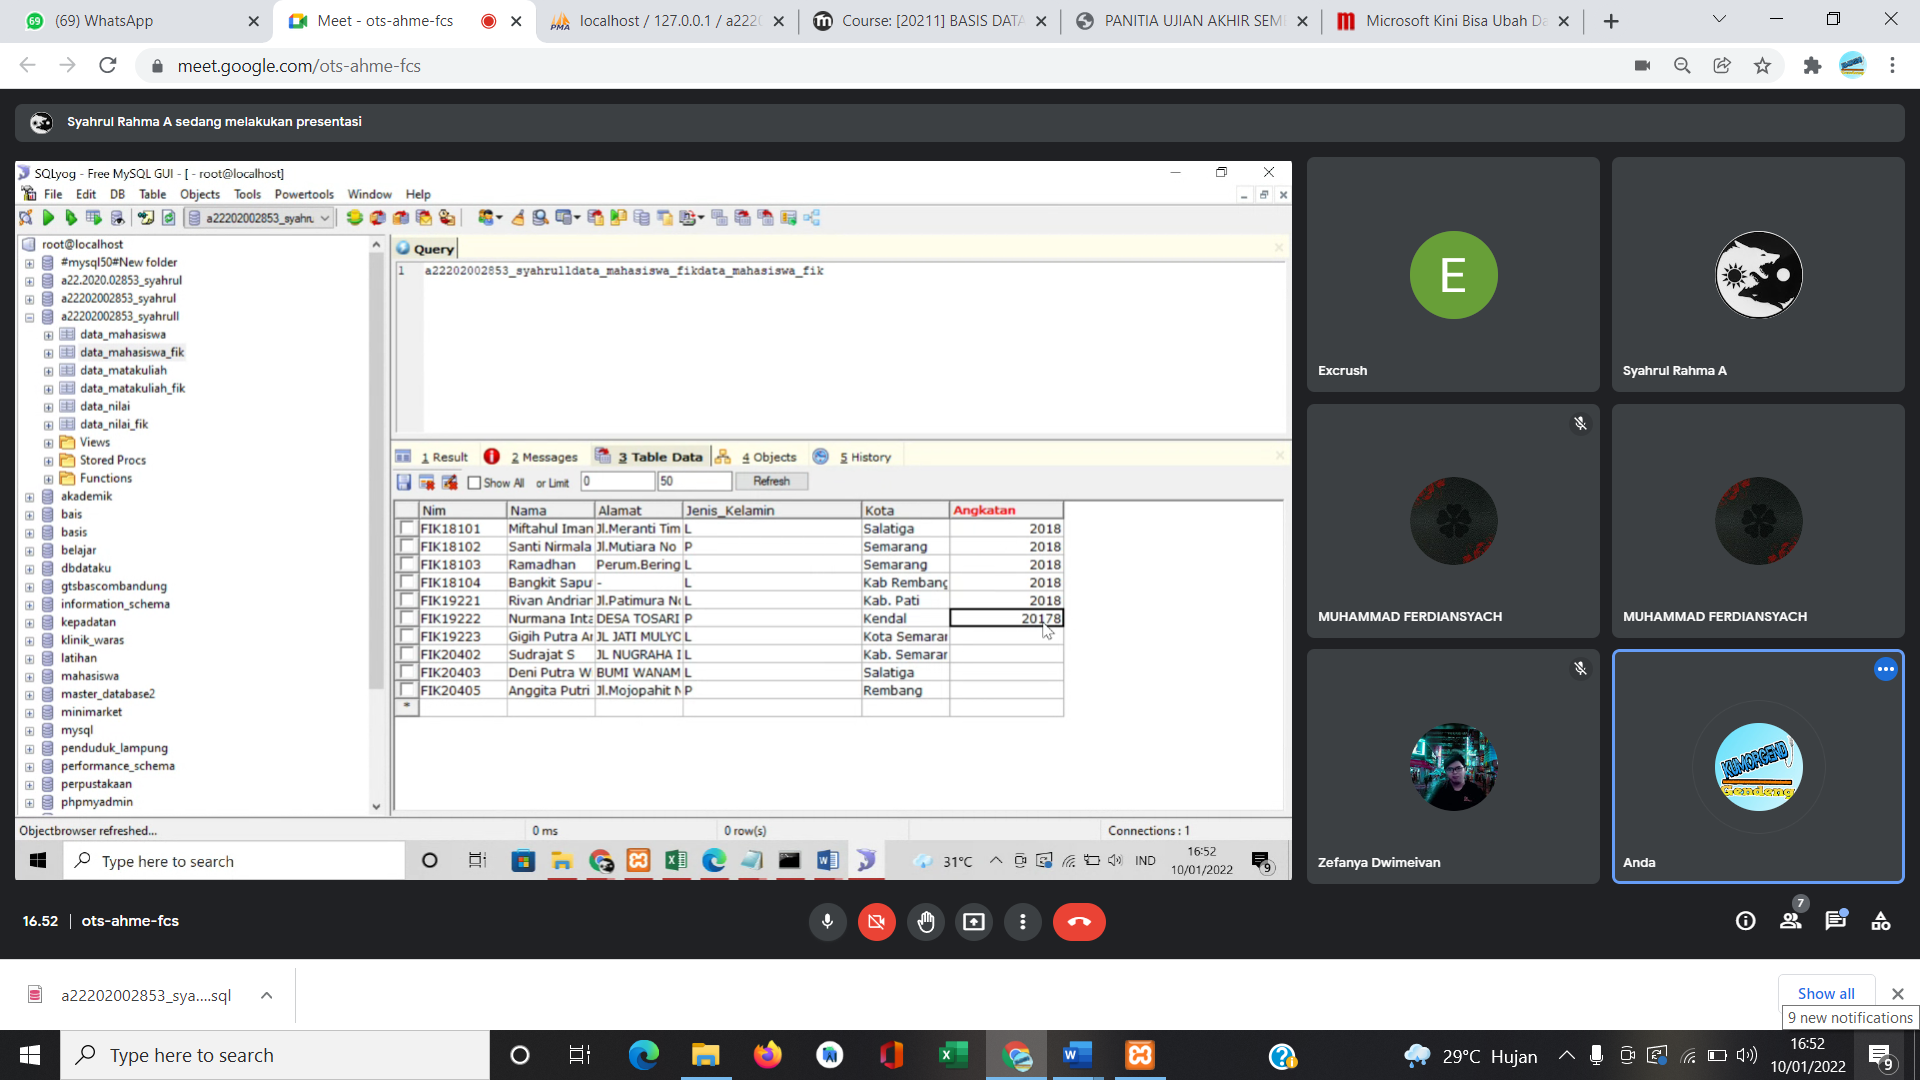 (69) WhatsApp
Meet - ots-ahme-fcs
localhost / 127.0.0.1 / a2220
Course: [20211] BASIS DATA
PANITIA UJIAN AKHIR SEM
Microsoft Kini Bisa Ubah Da
meet.google.com/ots-ahme-fcs
Syahrul Rahma A sedang melakukan presentasi
SQLyog - Free MySQL GUI - [ - root@localhost]
File Edit DB Table Objects Tools Powertools Window Help
a22202002853_syahru
root@localhost
#mysql50#New folder
a22.2020.02853_syahrul
a22202002853_syahrul
a22202002853_syahrull
data_mahasiswa
data_mahasiswa_fik
data_matakuliah
data_matakuliah_fik
data_nilai
data_nilai_fik
Views
Stored Procs
Functions
akademik
bais
basis
belajar
dbdataku
gtsbascombandung
information_schema
kepadatan
klinik_waras
latihan
mahasiswa
master_database2
minimarket
mysql
penduduk_lampung
performance_schema
perpustakaan
phpmyadmin
Query
1 a22202002853_syahrulldata_mahasiswa_fikdata_mahasiswa_fik
1 Result 2 Messages 3 Table Data 4 Objects 5 History
Show All or Limit 0 50 Refresh
Nim Nama Alamat Jenis_Kelamin Kota Angkatan
FIK18101 Miftahul Iman Jl.Meranti Tim L Salatiga 2018
FIK18102 Santi Nirmala Jl.Mutiara No P Semarang 2018
FIK18103 Ramadhan Perum.Bering L Semarang 2018
FIK18104 Bangkit Sapu - L Kab Rembang 2018
FIK19221 Rivan Andrian Jl.Patimura No L Kab. Pati 2018
FIK19222 Nurmana Inta DESA TOSARI P Kendal 20178
FIK19223 Gigih Putra Ar JL JATI MULYO L Kota Semarar
FIK20402 Sudrajat S JL NUGRAHA I L Kab. Semarar
FIK20403 Deni Putra W BUMI WANAM L Salatiga
FIK20405 Anggita Putri Jl.Mojopahit N P Rembang
*
Objectbrowser refreshed... 0 ms 0 row(s) Connections : 1
Type here to search
31°C
IND
16:52
10/01/2022
9
E
Excrush
Syahrul Rahma A
MUHAMMAD FERDIANSYACH
MUHAMMAD FERDIANSYACH
Zefanya Dwimeivan
KHMORGEND
Gendeng
Anda
16.52 | ots-ahme-fcs
7
a22202002853_sya....sql
Show all
9 new notifications
Type here to search
29°C Hujan
16:52
10/01/2022
9